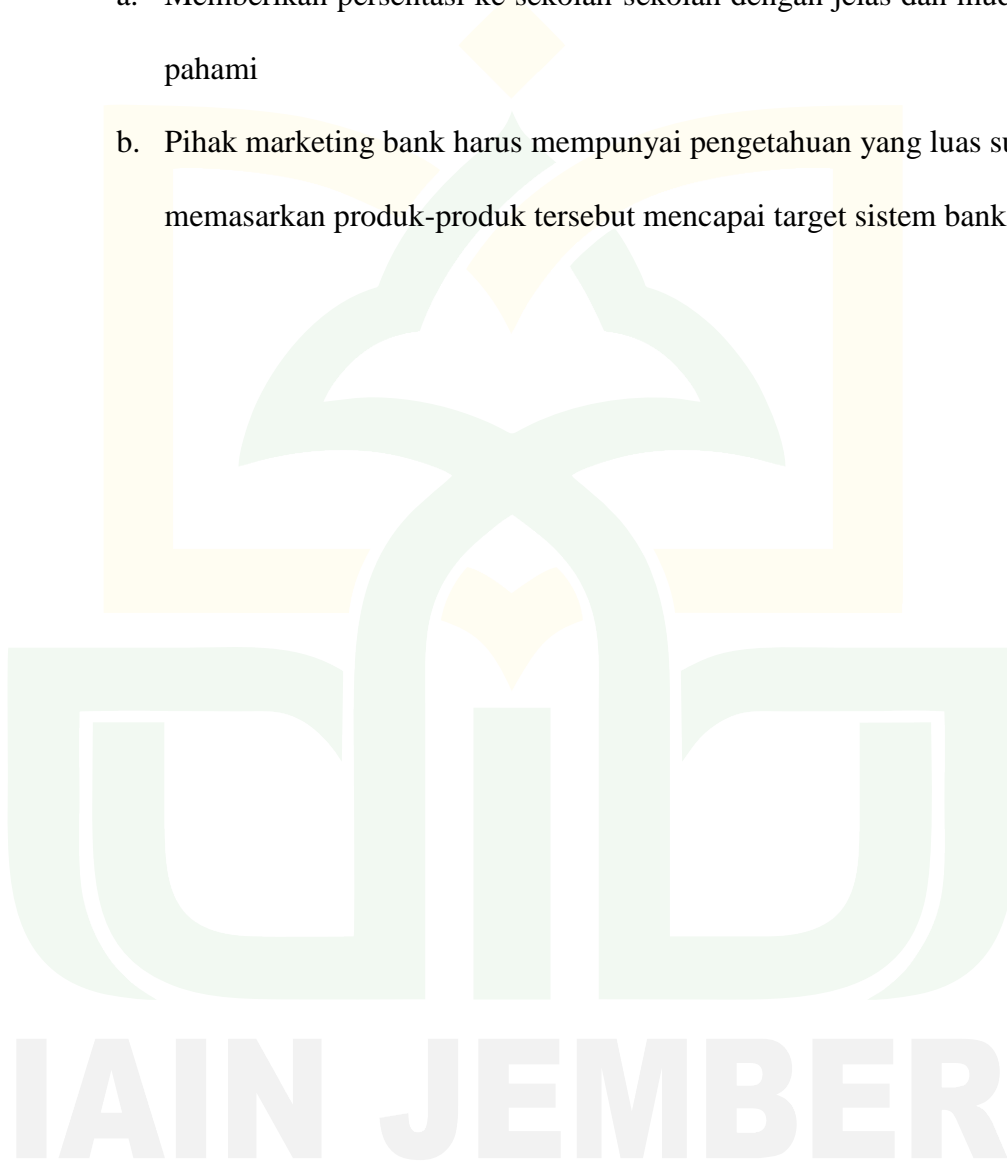 a. Memberikan persentasi ke sekolah-sekolah dengan jelas dan
pahami
b. Pihak marketing bank harus mempunyai pengetahuan yang luas
memasarkan produk-produk tersebut mencapai target sistem bank
IAIN JEMBER